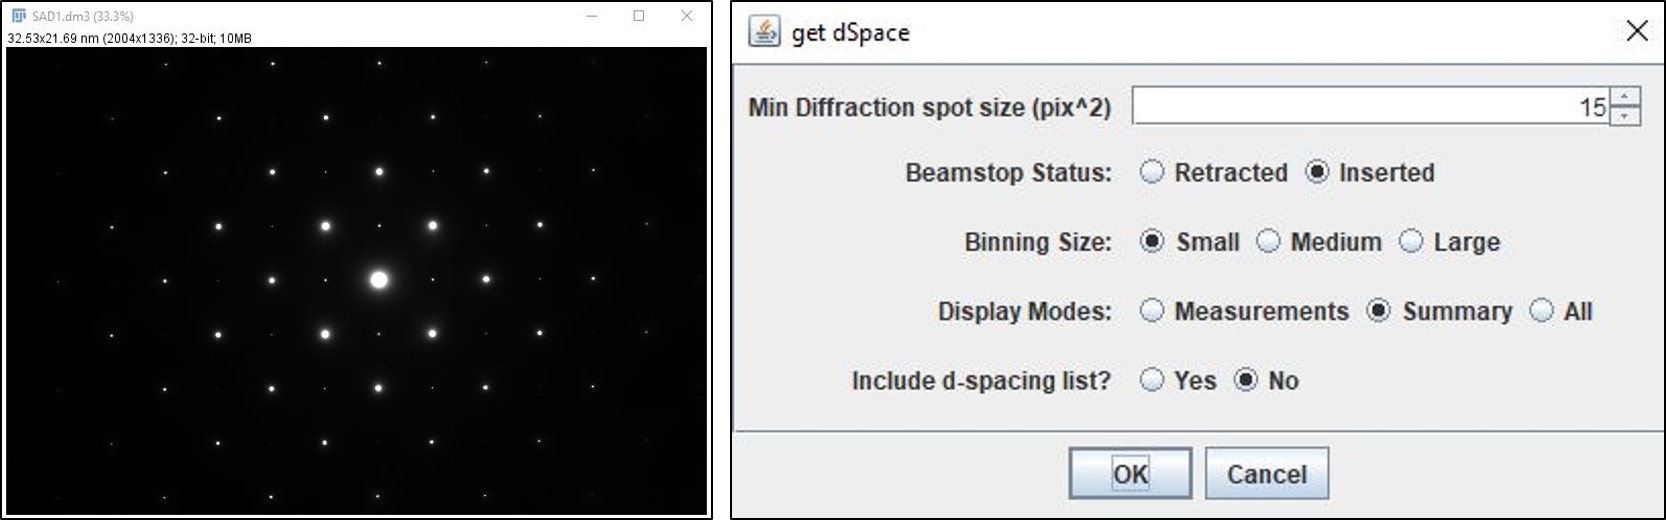 SAD1.dm3 (33.3%)
32.53x21.69 nm (2004x1336); 32-bit; 10MB
get dSpace
Min Diffraction spot size (pix^2) 15
Beamstop Status: Retracted Inserted
Binning Size: Small Medium Large
Display Modes: Measurements Summary All
Include d-spacing list? Yes No
OK Cancel